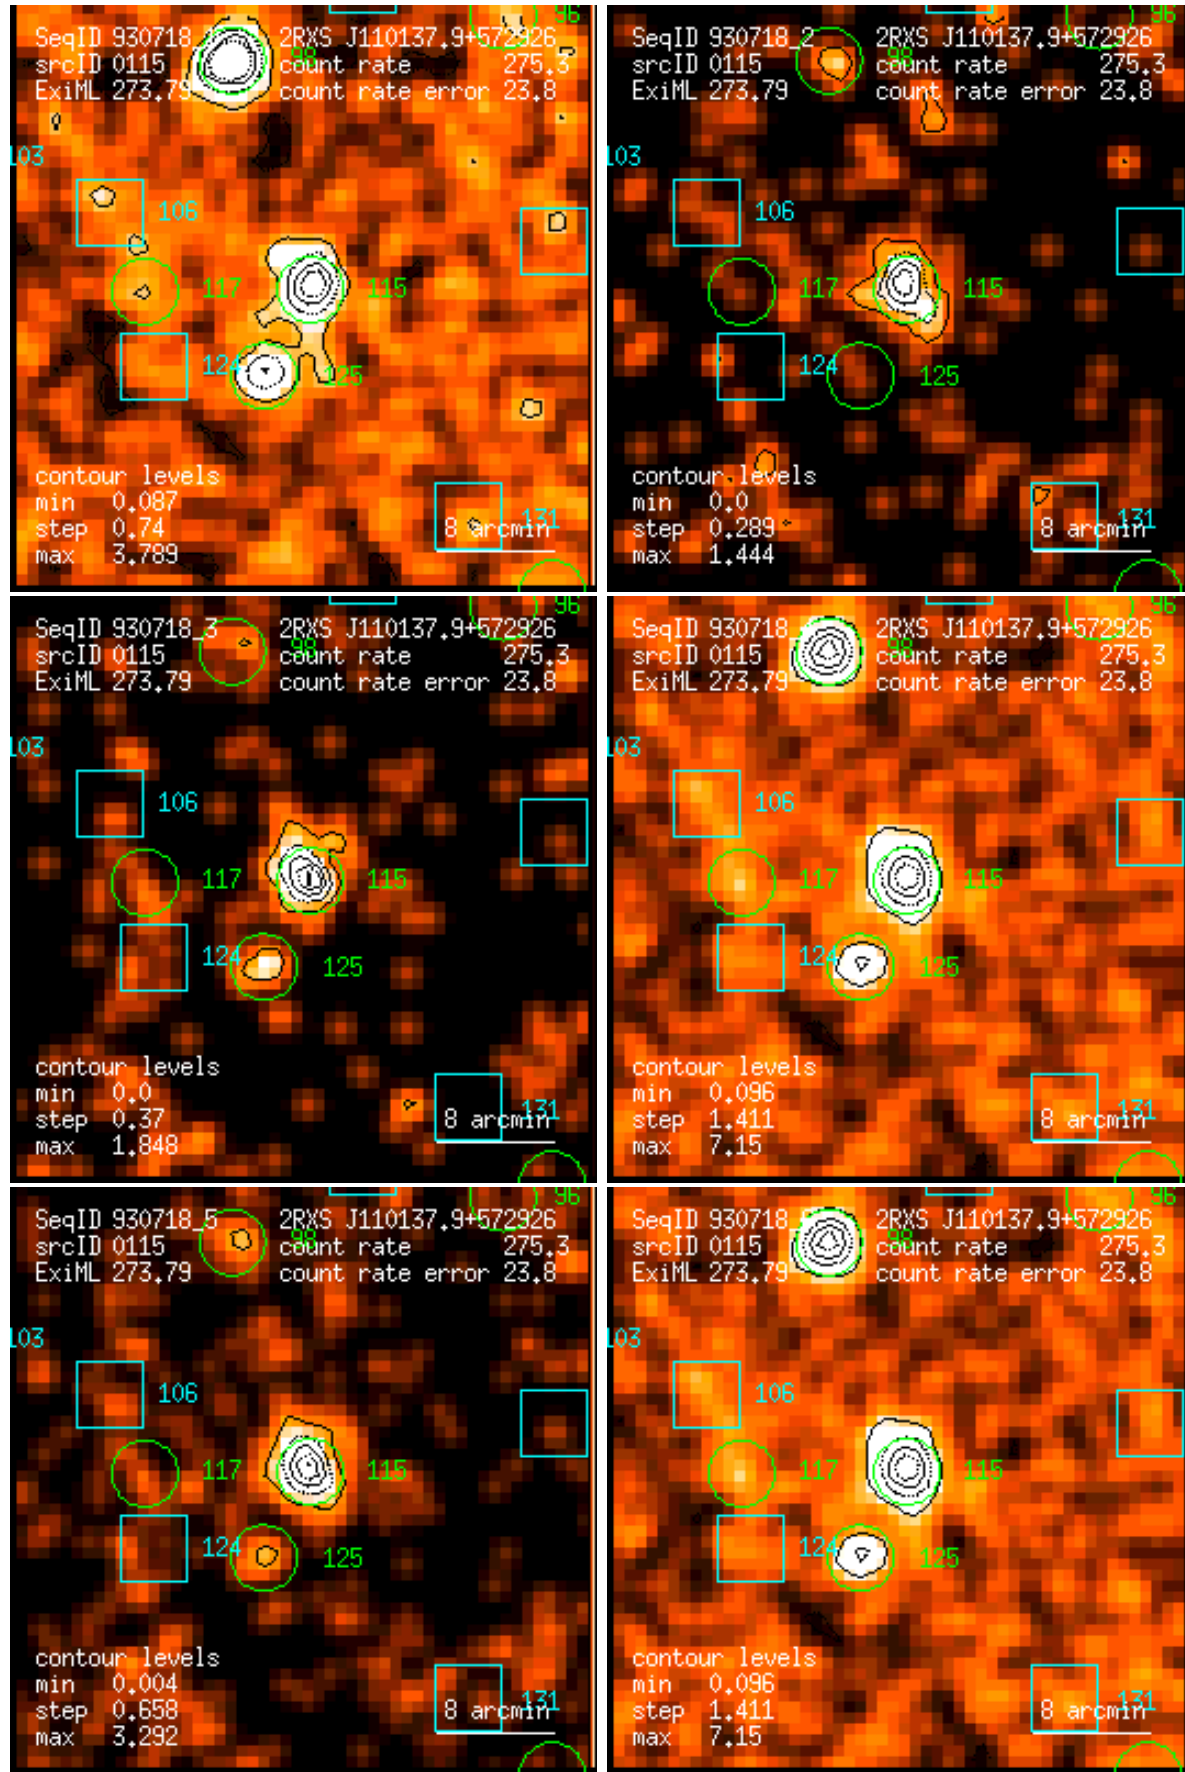 96
SeqID 930718_ 2RXS J110137.9+572926
srcID 0115 98 count rate 275.3
ExiML 273.79 count rate error 23.8
103
106
117 115
124 125
contour levels
min 0.087
step 0.74 8 arcmin 131
max 3.789
96
SeqID 930718_2 2RXS J110137.9+572926
srcID 0115 98 count rate 275.3
ExiML 273.79 count rate error 23.8
103
106
117 115
124 125
contour levels
min 0.0
step 0.289 8 arcmin 131
max 1.444
96
SeqID 930718_3 2RXS J110137.9+572926
srcID 0115 98 count rate 275.3
ExiML 273.79 count rate error 23.8
103
106
117 115
124 125
contour levels
min 0.0
step 0.37 8 arcmin 131
max 1.848
96
SeqID 930718 2RXS J110137.9+572926
srcID 0115 98 count rate 275.3
ExiML 273.79 count rate error 23.8
103
106
117 115
124 125
contour levels
min 0.096
step 1.411 8 arcmin 131
max 7.15
96
SeqID 930718_5 2RXS J110137.9+572926
srcID 0115 98 count rate 275.3
ExiML 273.79 count rate error 23.8
103
106
117 115
124 125
contour levels
min 0.004
step 0.658 8 arcmin 131
max 3.292
96
SeqID 930718 2RXS J110137.9+572926
srcID 0115 98 count rate 275.3
ExiML 273.79 count rate error 23.8
103
106
117 115
124 125
contour levels
min 0.096
step 1.411 8 arcmin 131
max 7.15